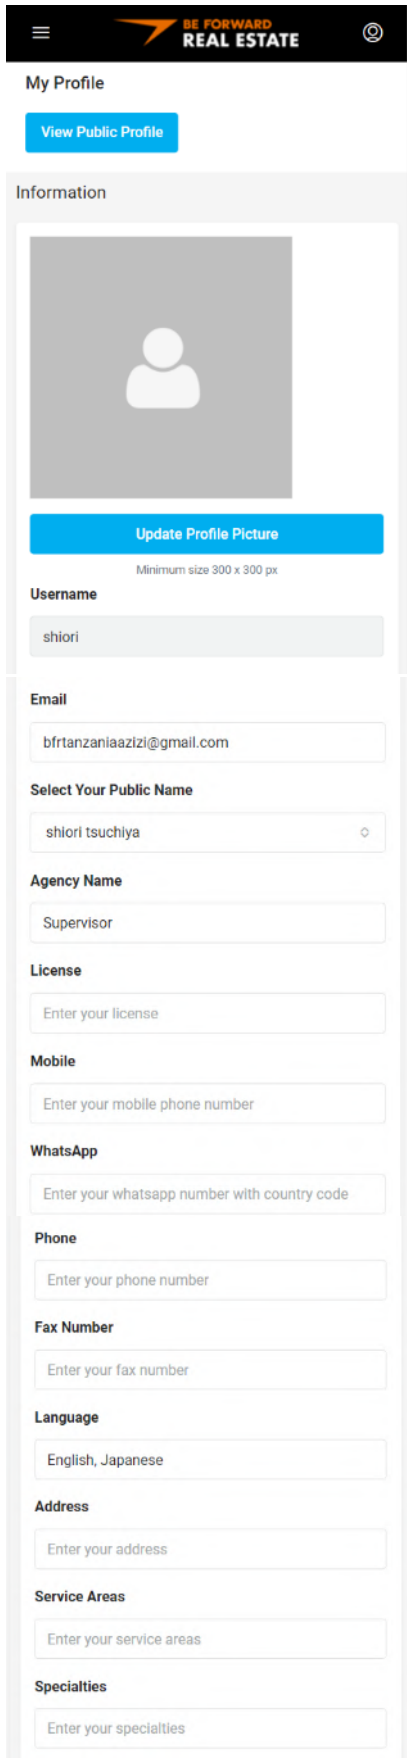 BE FORWARD
REAL ESTATE
My Profile
View Public Profile
Information
Update Profile Picture
Minimum size 300 x 300 px
Username
shiori
Email
bfrtanzaniaazizi@gmail.com
Select Your Public Name
shiori tsuchiya
Agency Name
Supervisor
License
Enter your license
Mobile
Enter your mobile phone number
WhatsApp
Enter your whatsapp number with country code
Phone
Enter your phone number
Fax Number
Enter your fax number
Language
English, Japanese
Address
Enter your address
Service Areas
Enter your service areas
Specialties
Enter your specialties